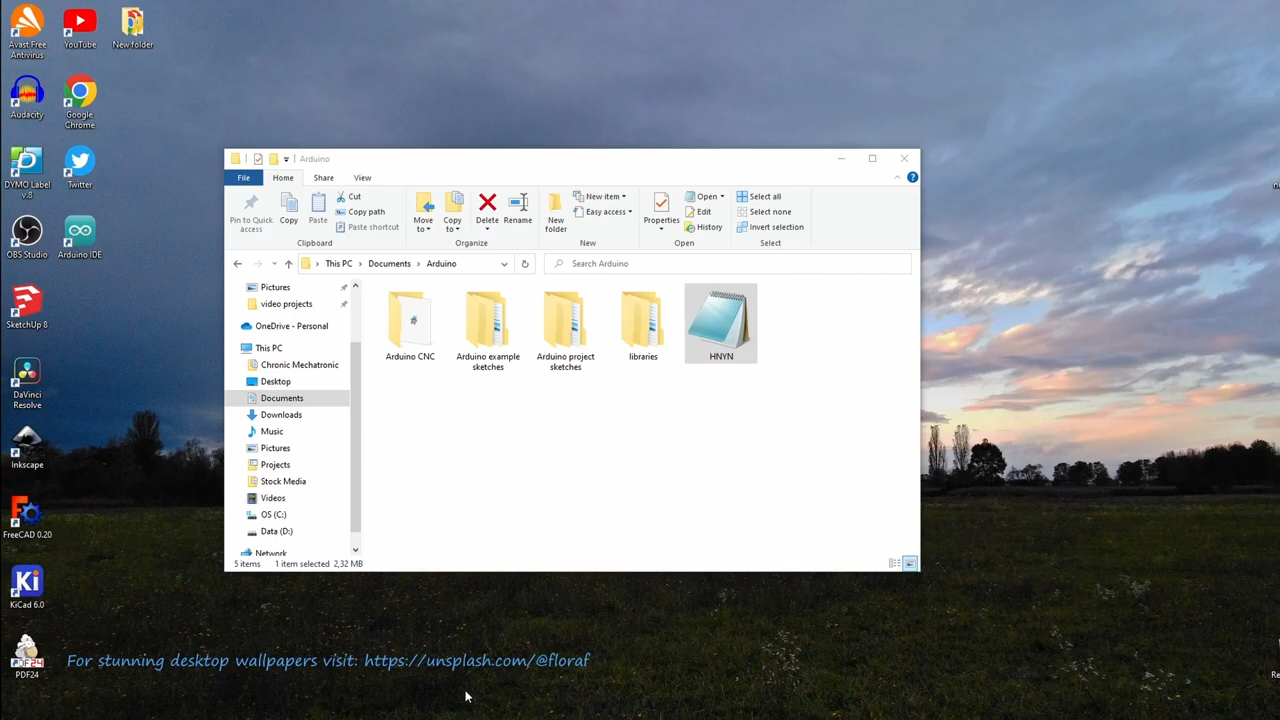 Avast Free
Antivirus
YouTube
New folder
Audacity
Google
Chrome
DYMO Label
v.8
Twitter
OBS Studio
Arduino IDE
SketchUp 8
DaVinci
Resolve
Inkscape
FreeCAD 0.20
KiCad 6.0
PDF24
Arduino
File
Home
Share
View
Pin to Quick
access
Copy
Paste
Cut
Copy path
Paste shortcut
Clipboard
Move
to
Copy
to
Delete
Rename
Organize
New
folder
New item
Easy access
New
Properties
Open
Edit
History
Open
Select all
Select none
Invert selection
Select
This PC > Documents > Arduino
Search Arduino
Pictures
video projects
OneDrive - Personal
This PC
Chronic Mechatronic
Desktop
Documents
Downloads
Music
Pictures
Projects
Stock Media
Videos
OS (C:)
Data (D:)
Network
Arduino CNC
Arduino example
sketches
Arduino project
sketches
libraries
HNYN
5 items 1 item selected 2,32 MB
For stunning desktop wallpapers visit: https://unsplash.com/@floraf